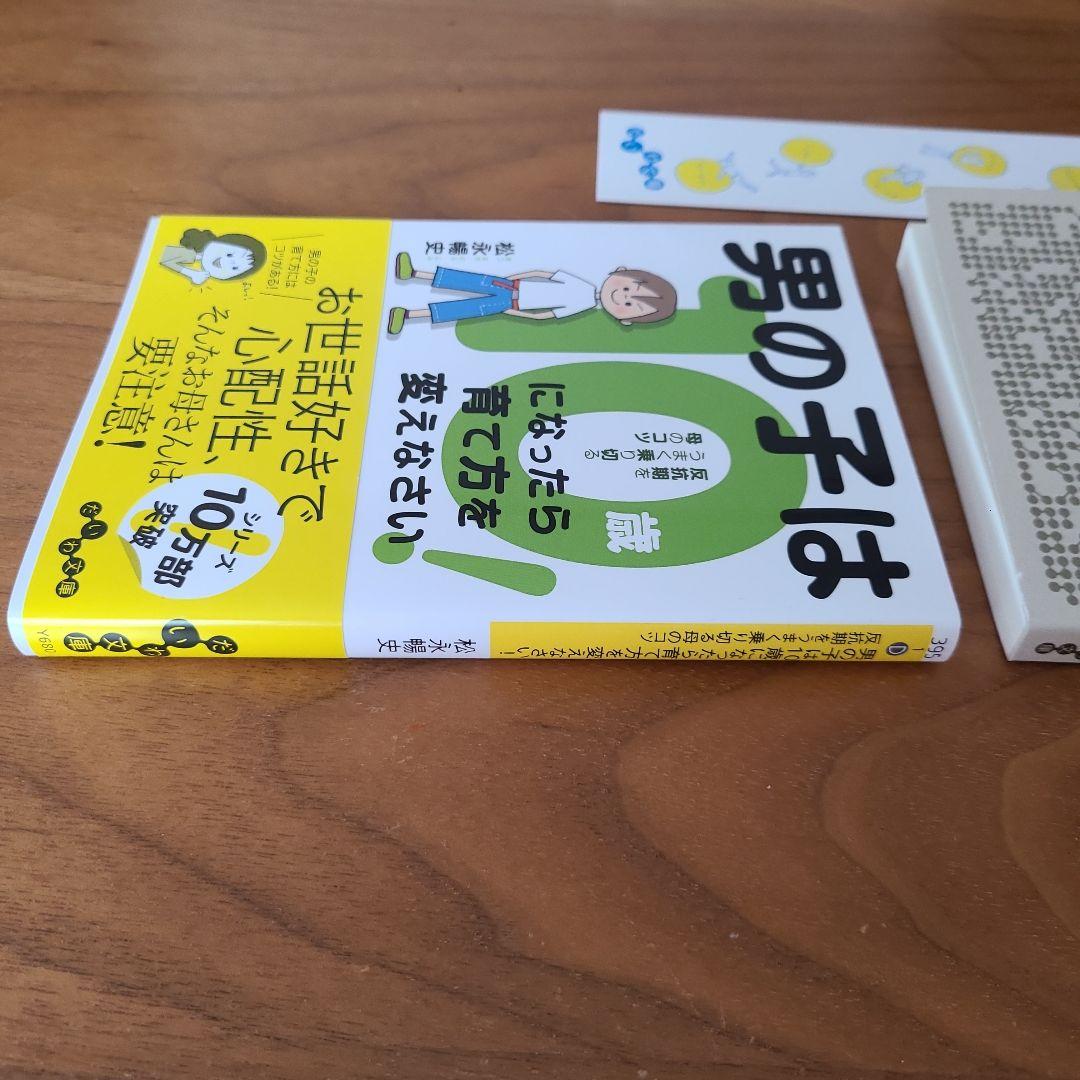 男の子は
10
歳
になったら
育て方を
変えなさい!
反抗期を
うまく乗り切る
母のコツ
松永暢史
男の子の
育て方には
コツがある!
お世話好きで
心配性、
そんなお母さんは
要注意!
シリーズ
10万部
突破
だいわ文庫
395
1
D
男の子は10歳になったら育て方を変えなさい!
反抗期をうまく乗り切る母のコツ
松永暢史
だいわ文庫